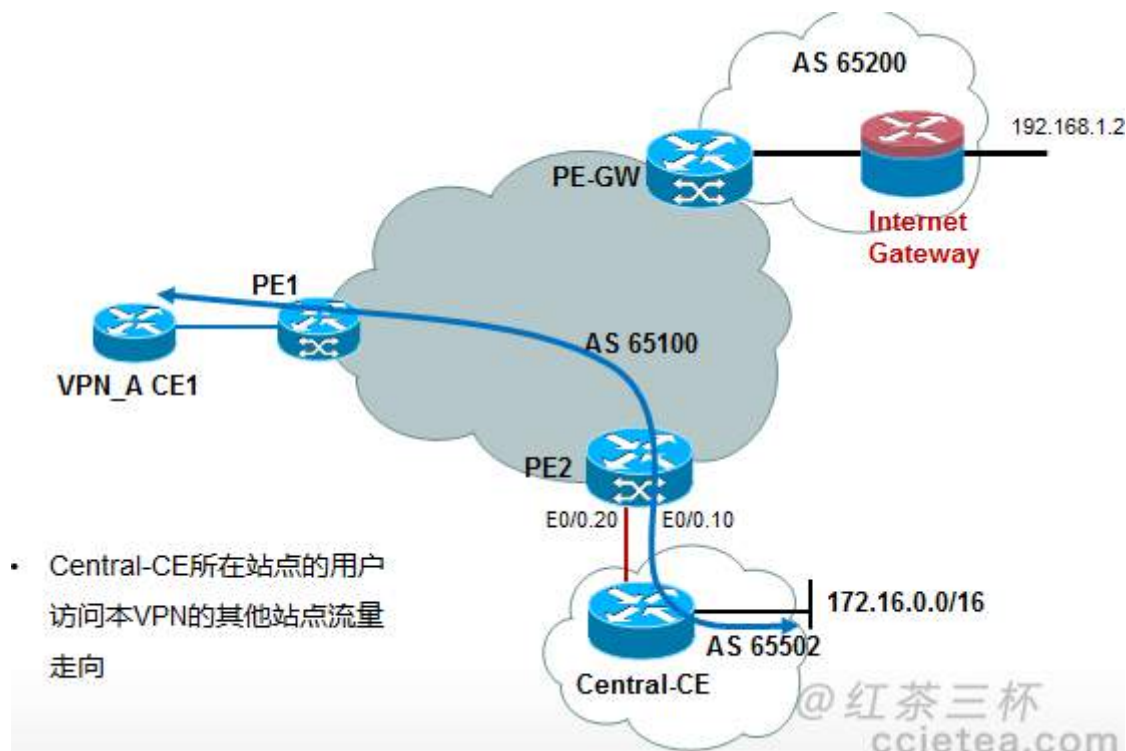 AS 65200
192.168.1.2
PE-GW
Internet
Gateway
PE1
AS 65100
VPN_A CE1
PE2
E0/0.20
E0/0.10
• Central-CE所在站点的用户
访问本VPN的其他站点流量
走向
172.16.0.0/16
AS 65502
Central-CE
@红茶三杯
ccietea.com